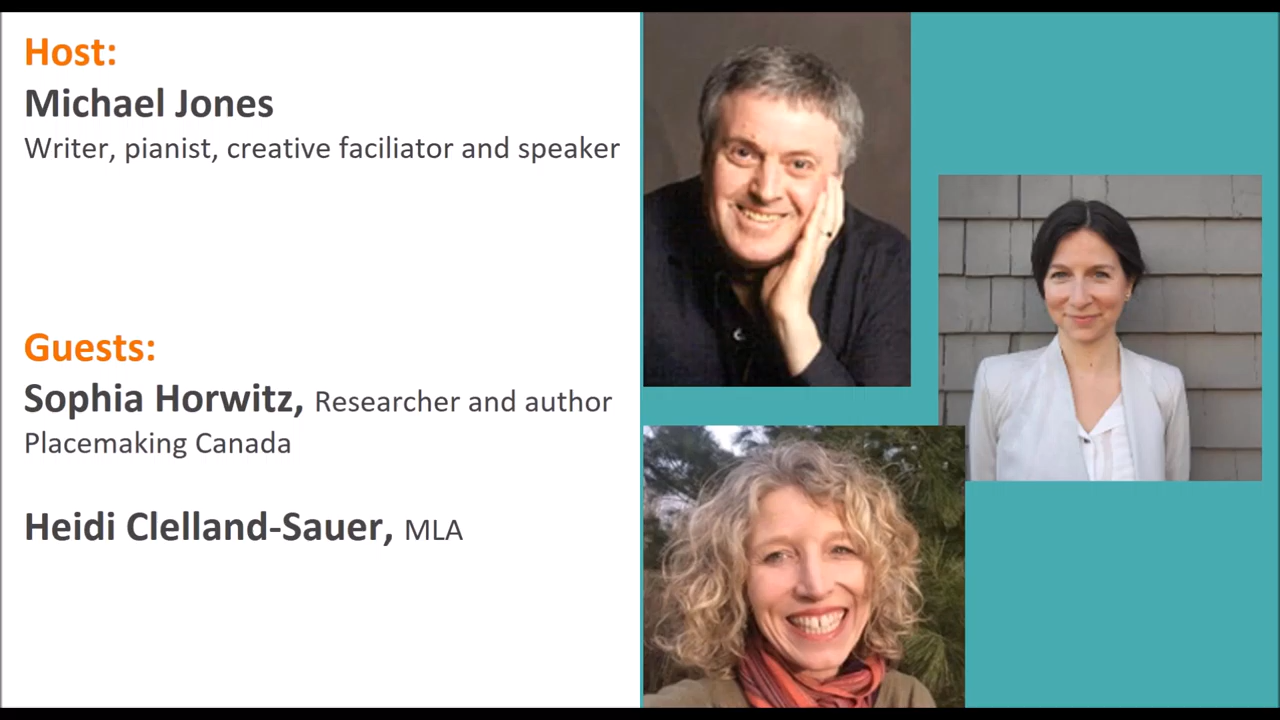 Host:
Michael Jones
Writer, pianist, creative faciliator and speaker
Guests:
Sophia Horwitz, Researcher and author
Placemaking Canada
Heidi Clelland-Sauer, MLA